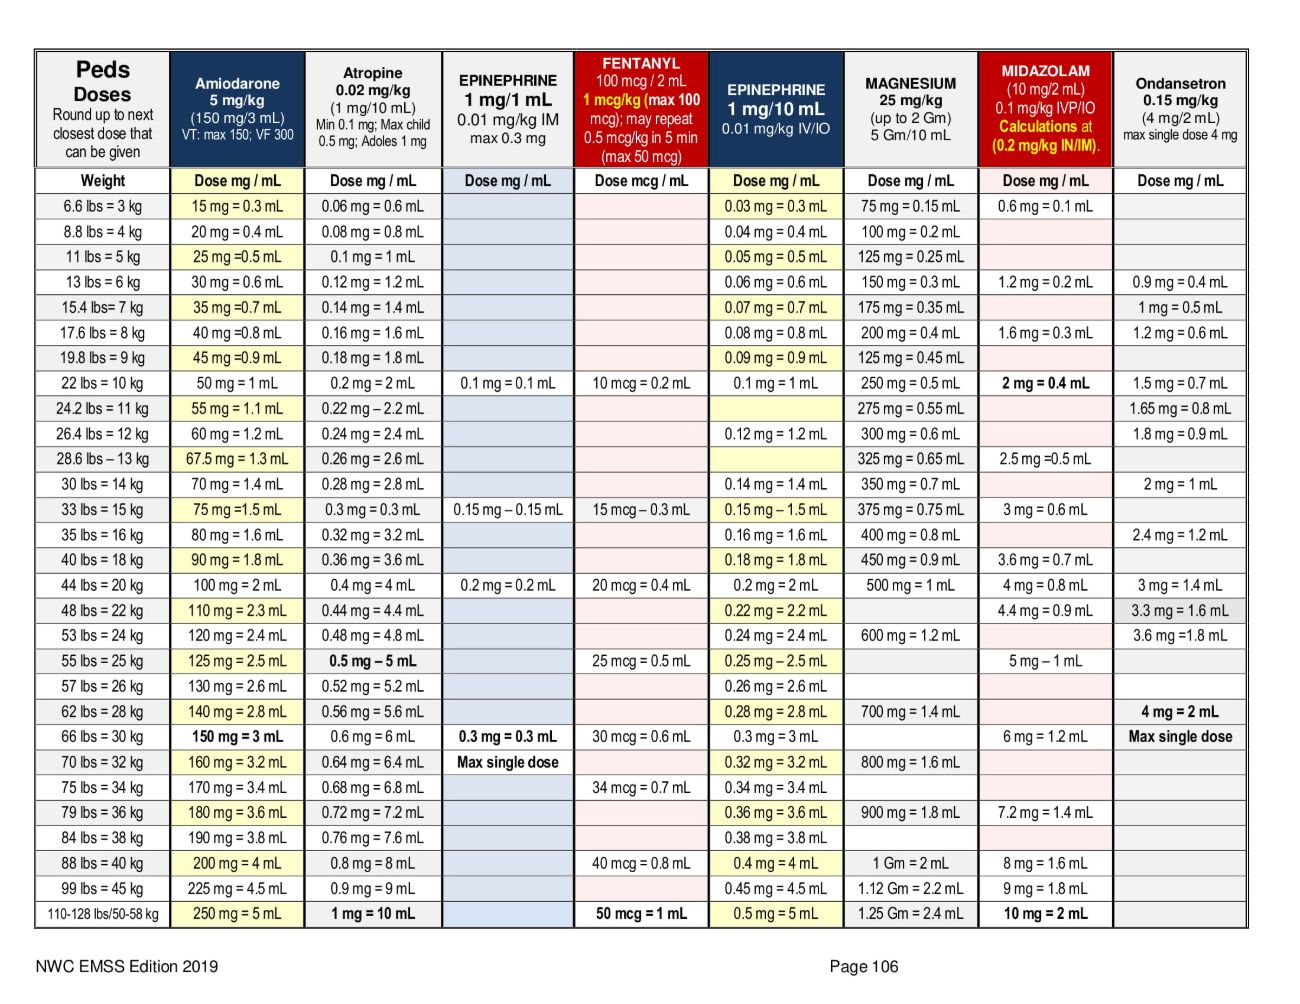 Peds
Doses
Round up to next
closest dose that
can be given
Amiodarone
5 mg/kg
(150 mg/3 mL)
VT: max 150; VF 300
Atropine
0.02 mg/kg
(1 mg/10 mL)
Min 0.1 mg; Max child
0.5 mg; Adoles 1 mg
EPINEPHRINE
1 mg/1 mL
0.01 mg/kg IM
max 0.3 mg
FENTANYL
100 mcg / 2 mL
1 mcg/kg (max 100
mcg); may repeat
0.5 mcg/kg in 5 min
(max 50 mcg)
EPINEPHRINE
1 mg/10 mL
0.01 mg/kg IV/IO
MAGNESIUM
25 mg/kg
(up to 2 Gm)
5 Gm/10 mL
MIDAZOLAM
(10 mg/2 mL)
0.1 mg/kg IVP/IO
Calculations at
(0.2 mg/kg IN/IM).
Ondansetron
0.15 mg/kg
(4 mg/2 mL)
max single dose 4 mg
Weight Dose mg / mL Dose mg / mL Dose mg / mL Dose mcg / mL Dose mg / mL Dose mg / mL Dose mg / mL Dose mg / mL
6.6 lbs = 3 kg 15 mg = 0.3 mL 0.06 mg = 0.6 mL 0.03 mg = 0.3 mL 75 mg = 0.15 mL 0.6 mg = 0.1 mL
8.8 lbs = 4 kg 20 mg = 0.4 mL 0.08 mg = 0.8 mL 0.04 mg = 0.4 mL 100 mg = 0.2 mL
11 lbs = 5 kg 25 mg =0.5 mL 0.1 mg = 1 mL 0.05 mg = 0.5 mL 125 mg = 0.25 mL
13 lbs = 6 kg 30 mg = 0.6 mL 0.12 mg = 1.2 mL 0.06 mg = 0.6 mL 150 mg = 0.3 mL 1.2 mg = 0.2 mL 0.9 mg = 0.4 mL
15.4 lbs= 7 kg 35 mg =0.7 mL 0.14 mg = 1.4 mL 0.07 mg = 0.7 mL 175 mg = 0.35 mL 1 mg = 0.5 mL
17.6 lbs = 8 kg 40 mg =0.8 mL 0.16 mg = 1.6 mL 0.08 mg = 0.8 mL 200 mg = 0.4 mL 1.6 mg = 0.3 mL 1.2 mg = 0.6 mL
19.8 lbs = 9 kg 45 mg =0.9 mL 0.18 mg = 1.8 mL 0.09 mg = 0.9 mL 125 mg = 0.45 mL
22 lbs = 10 kg 50 mg = 1 mL 0.2 mg = 2 mL 0.1 mg = 0.1 mL 10 mcg = 0.2 mL 0.1 mg = 1 mL 250 mg = 0.5 mL 2 mg = 0.4 mL 1.5 mg = 0.7 mL
24.2 lbs = 11 kg 55 mg = 1.1 mL 0.22 mg – 2.2 mL 275 mg = 0.55 mL 1.65 mg = 0.8 mL
26.4 lbs = 12 kg 60 mg = 1.2 mL 0.24 mg = 2.4 mL 0.12 mg = 1.2 mL 300 mg = 0.6 mL 1.8 mg = 0.9 mL
28.6 lbs – 13 kg 67.5 mg = 1.3 mL 0.26 mg = 2.6 mL 325 mg = 0.65 mL 2.5 mg =0.5 mL
30 lbs = 14 kg 70 mg = 1.4 mL 0.28 mg = 2.8 mL 0.14 mg = 1.4 mL 350 mg = 0.7 mL 2 mg = 1 mL
33 lbs = 15 kg 75 mg =1.5 mL 0.3 mg = 0.3 mL 0.15 mg – 0.15 mL 15 mcg – 0.3 mL 0.15 mg – 1.5 mL 375 mg = 0.75 mL 3 mg = 0.6 mL
35 lbs = 16 kg 80 mg = 1.6 mL 0.32 mg = 3.2 mL 0.16 mg = 1.6 mL 400 mg = 0.8 mL 2.4 mg = 1.2 mL
40 lbs = 18 kg 90 mg = 1.8 mL 0.36 mg = 3.6 mL 0.18 mg = 1.8 mL 450 mg = 0.9 mL 3.6 mg = 0.7 mL
44 lbs = 20 kg 100 mg = 2 mL 0.4 mg = 4 mL 0.2 mg = 0.2 mL 20 mcg = 0.4 mL 0.2 mg = 2 mL 500 mg = 1 mL 4 mg = 0.8 mL 3 mg = 1.4 mL
48 lbs = 22 kg 110 mg = 2.3 mL 0.44 mg = 4.4 mL 0.22 mg = 2.2 mL 4.4 mg = 0.9 mL 3.3 mg = 1.6 mL
53 lbs = 24 kg 120 mg = 2.4 mL 0.48 mg = 4.8 mL 0.24 mg = 2.4 mL 600 mg = 1.2 mL 3.6 mg =1.8 mL
55 lbs = 25 kg 125 mg = 2.5 mL 0.5 mg – 5 mL 25 mcg = 0.5 mL 0.25 mg – 2.5 mL 5 mg – 1 mL
57 lbs = 26 kg 130 mg = 2.6 mL 0.52 mg = 5.2 mL 0.26 mg = 2.6 mL
62 lbs = 28 kg 140 mg = 2.8 mL 0.56 mg = 5.6 mL 0.28 mg = 2.8 mL 700 mg = 1.4 mL 4 mg = 2 mL
66 lbs = 30 kg 150 mg = 3 mL 0.6 mg = 6 mL 0.3 mg = 0.3 mL 30 mcg = 0.6 mL 0.3 mg = 3 mL 6 mg = 1.2 mL Max single dose
70 lbs = 32 kg 160 mg = 3.2 mL 0.64 mg = 6.4 mL Max single dose 0.32 mg = 3.2 mL 800 mg = 1.6 mL
75 lbs = 34 kg 170 mg = 3.4 mL 0.68 mg = 6.8 mL 34 mcg = 0.7 mL 0.34 mg = 3.4 mL
79 lbs = 36 kg 180 mg = 3.6 mL 0.72 mg = 7.2 mL 0.36 mg = 3.6 mL 900 mg = 1.8 mL 7.2 mg = 1.4 mL
84 lbs = 38 kg 190 mg = 3.8 mL 0.76 mg = 7.6 mL 0.38 mg = 3.8 mL
88 lbs = 40 kg 200 mg = 4 mL 0.8 mg = 8 mL 40 mcg = 0.8 mL 0.4 mg = 4 mL 1 Gm = 2 mL 8 mg = 1.6 mL
99 lbs = 45 kg 225 mg = 4.5 mL 0.9 mg = 9 mL 0.45 mg = 4.5 mL 1.12 Gm = 2.2 mL 9 mg = 1.8 mL
110-128 lbs/50-58 kg 250 mg = 5 mL 1 mg = 10 mL 50 mcg = 1 mL 0.5 mg = 5 mL 1.25 Gm = 2.4 mL 10 mg = 2 mL
NWC EMSS Edition 2019 Page 106